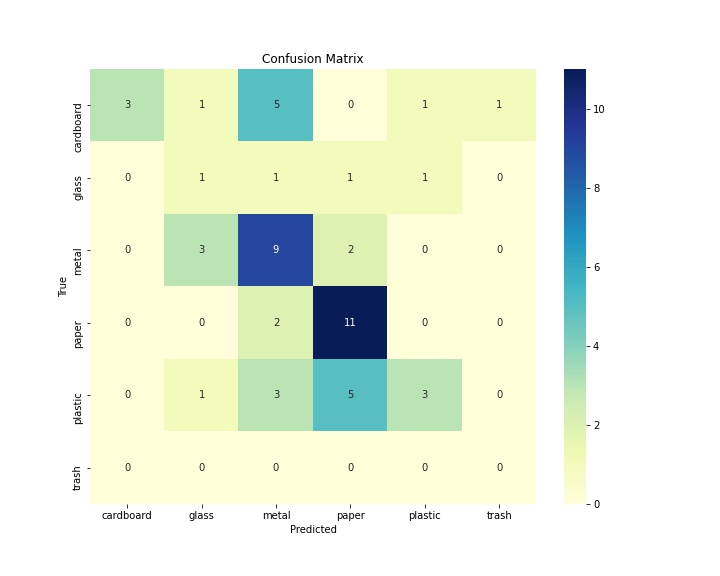 Confusion Matrix
cardboard 3 1 5 0 1 1
glass 0 1 1 1 1 0
metal 0 3 9 2 0 0
paper 0 0 2 11 0 0
plastic 0 1 3 5 3 0
trash 0 0 0 0 0 0
cardboard glass metal paper plastic trash
Predicted
True
10
8
6
4
2
0